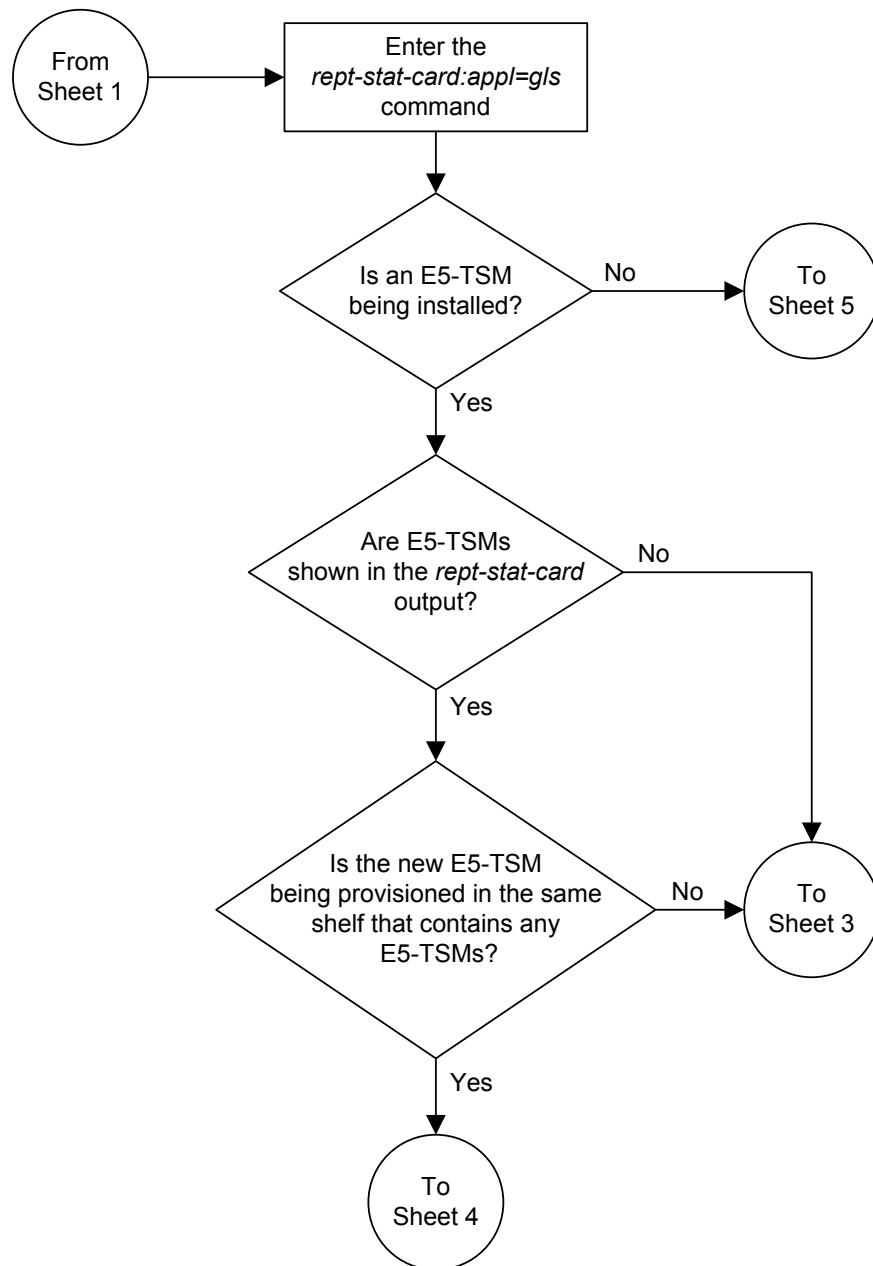 From
Sheet 1
Enter the
rept-stat-card:appl=gls
command
Is an E5-TSM
being installed?
No
To
Sheet 5
Yes
Are E5-TSMs
shown in the rept-stat-card
output?
No
Yes
Is the new E5-TSM
being provisioned in the same
shelf that contains any
E5-TSMs?
No
To
Sheet 3
Yes
To
Sheet 4